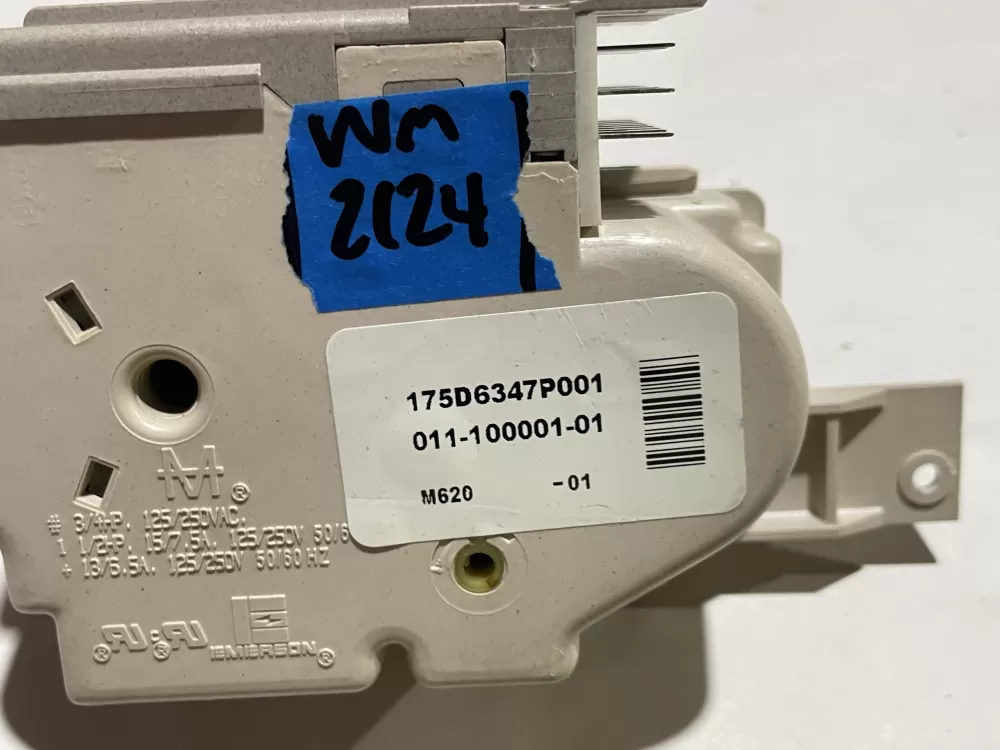 WM
2124
175D6347P001
011-100001-01
M620 -01
M ®
# 3/4HP. 125/250VAC.
1 1/2HP. 15/7.5A. 125/250V 50/6
+ 13/6.5A. 125/250V 50/60 HZ
EMERSON®